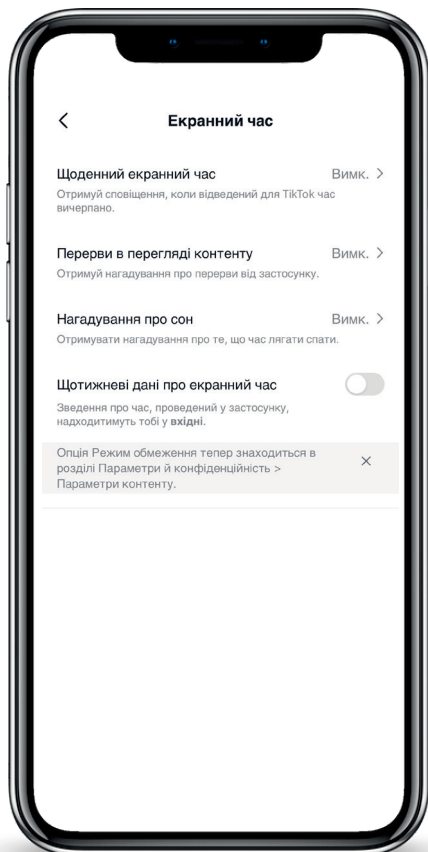 Екранний час
Щоденний екранний час Вимк.
Отримуй сповіщення, коли відведений для TikTok час
вичерпано.
Перерви в перегляді контенту Вимк.
Отримуй нагадування про перерви від застосунку.
Нагадування про сон Вимк.
Отримувати нагадування про те, що час лягати спати.
Щотижневі дані про екранний час
Зведення про час, проведений у застосунку,
надходитимуть тобі у вхідні.
Опція Режим обмеження тепер знаходиться в
розділі Параметри й конфіденційність >
Параметри контенту.